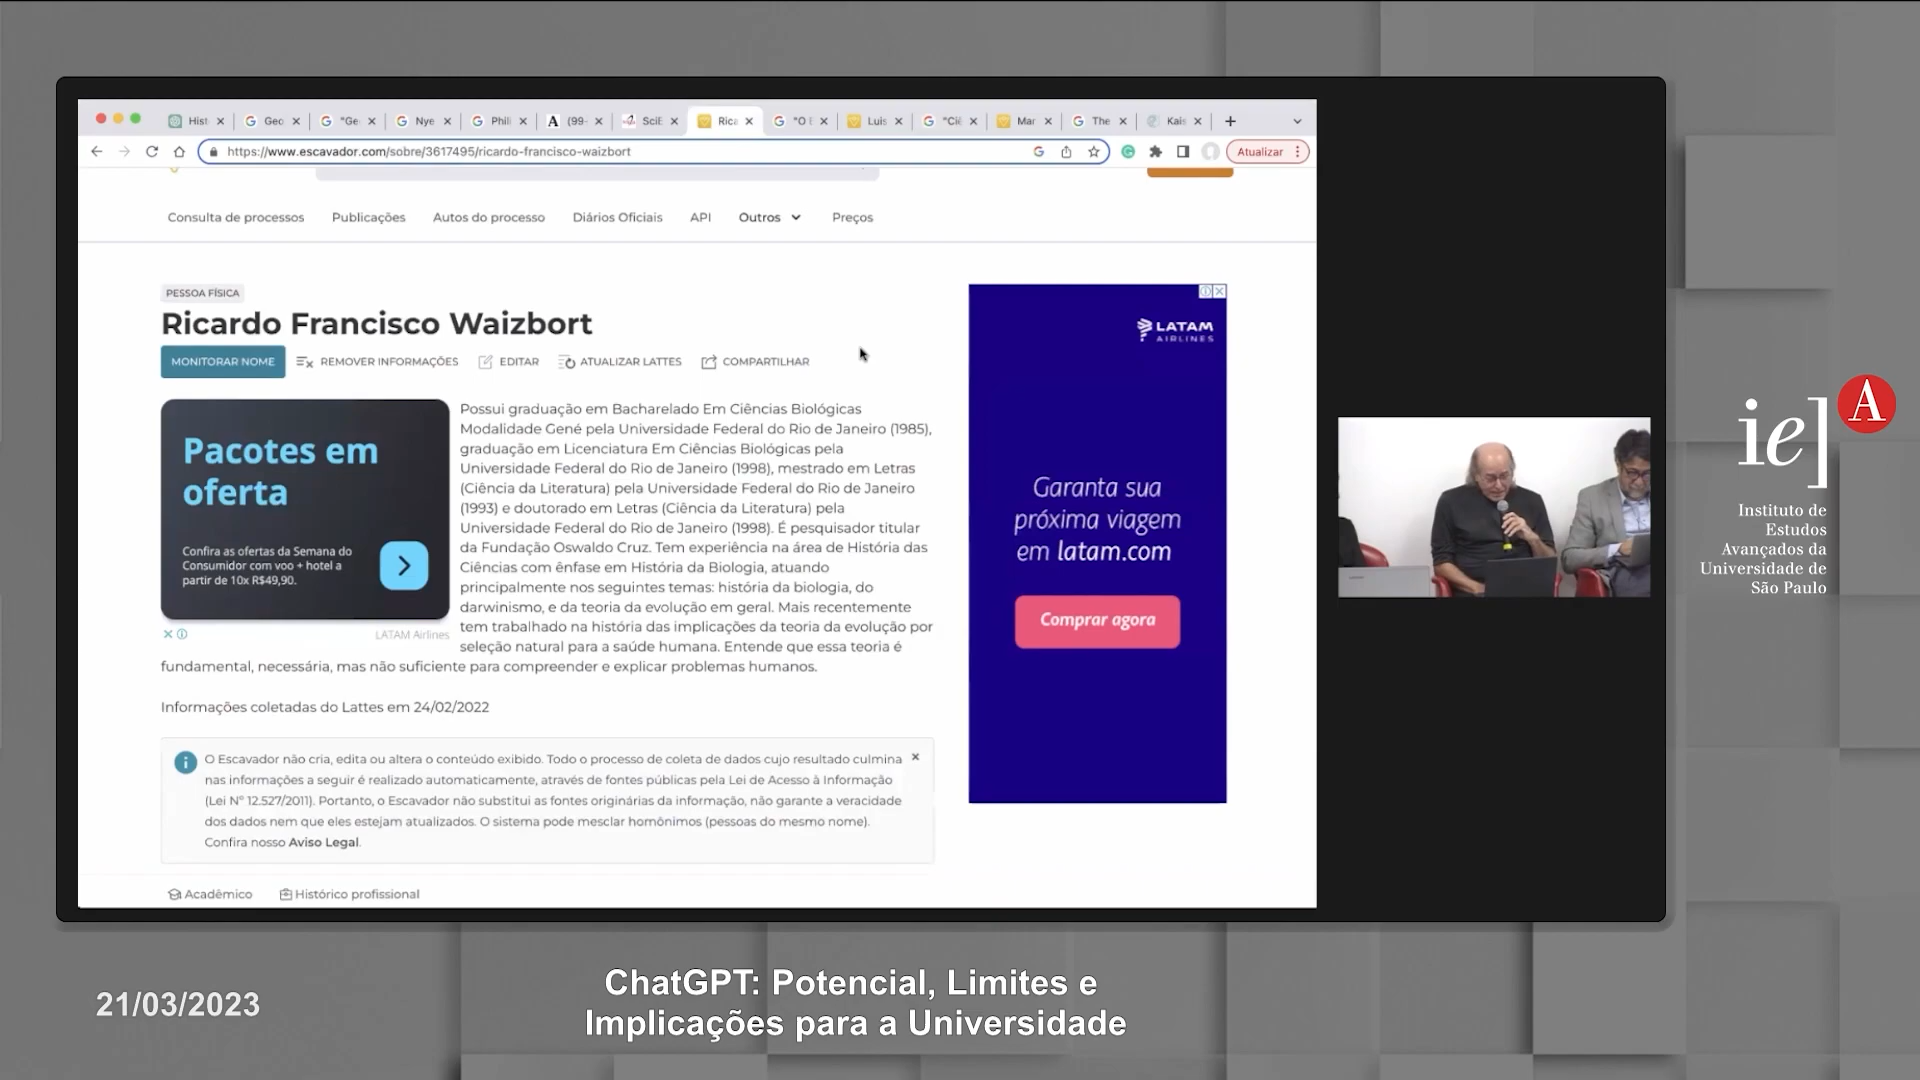 Hist
Geo
"Ge
Nye
Phili
A (99-
SciE
Rica
"O E
Luis
"Ciê
Mar
The
Kais
https://www.escavador.com/sobre/3617495/ricardo-francisco-waizbort
Atualizar
Consulta de processos
Publicações
Autos do processo
Diários Oficiais
API
Outros
Preços
PESSOA FÍSICA
Ricardo Francisco Waizbort
MONITORAR NOME
REMOVER INFORMAÇÕES
EDITAR
ATUALIZAR LATTES
COMPARTILHAR
Pacotes em
oferta
Confira as ofertas da Semana do
Consumidor com voo + hotel a
partir de 10x R$49,90.
LATAM Airlines
Possui graduação em Bacharelado Em Ciências Biológicas
Modalidade Gené pela Universidade Federal do Rio de Janeiro (1985),
graduação em Licenciatura Em Ciências Biológicas pela
Universidade Federal do Rio de Janeiro (1998), mestrado em Letras
(Ciência da Literatura) pela Universidade Federal do Rio de Janeiro
(1993) e doutorado em Letras (Ciência da Literatura) pela
Universidade Federal do Rio de Janeiro (1998). É pesquisador titular
da Fundação Oswaldo Cruz. Tem experiência na área de História das
Ciências com ênfase em História da Biologia, atuando
principalmente nos seguintes temas: história da biologia, do
darwinismo, e da teoria da evolução em geral. Mais recentemente
tem trabalhado na história das implicações da teoria da evolução por
seleção natural para a saúde humana. Entende que essa teoria é
fundamental, necessária, mas não suficiente para compreender e explicar problemas humanos.
Informações coletadas do Lattes em 24/02/2022
O Escavador não cria, edita ou altera o conteúdo exibido. Todo o processo de coleta de dados cujo resultado culmina
nas informações a seguir é realizado automaticamente, através de fontes públicas pela Lei de Acesso à Informação
(Lei Nº 12.527/2011). Portanto, o Escavador não substitui as fontes originárias da informação, não garante a veracidade
dos dados nem que eles estejam atualizados. O sistema pode mesclar homônimos (pessoas do mesmo nome).
Confira nosso Aviso Legal.
Acadêmico
Histórico profissional
LATAM
AIRLINES
Garanta sua
próxima viagem
em latam.com
Comprar agora
ie]A
Instituto de
Estudos
Avançados da
Universidade de
São Paulo
21/03/2023
ChatGPT: Potencial, Limites e
Implicações para a Universidade